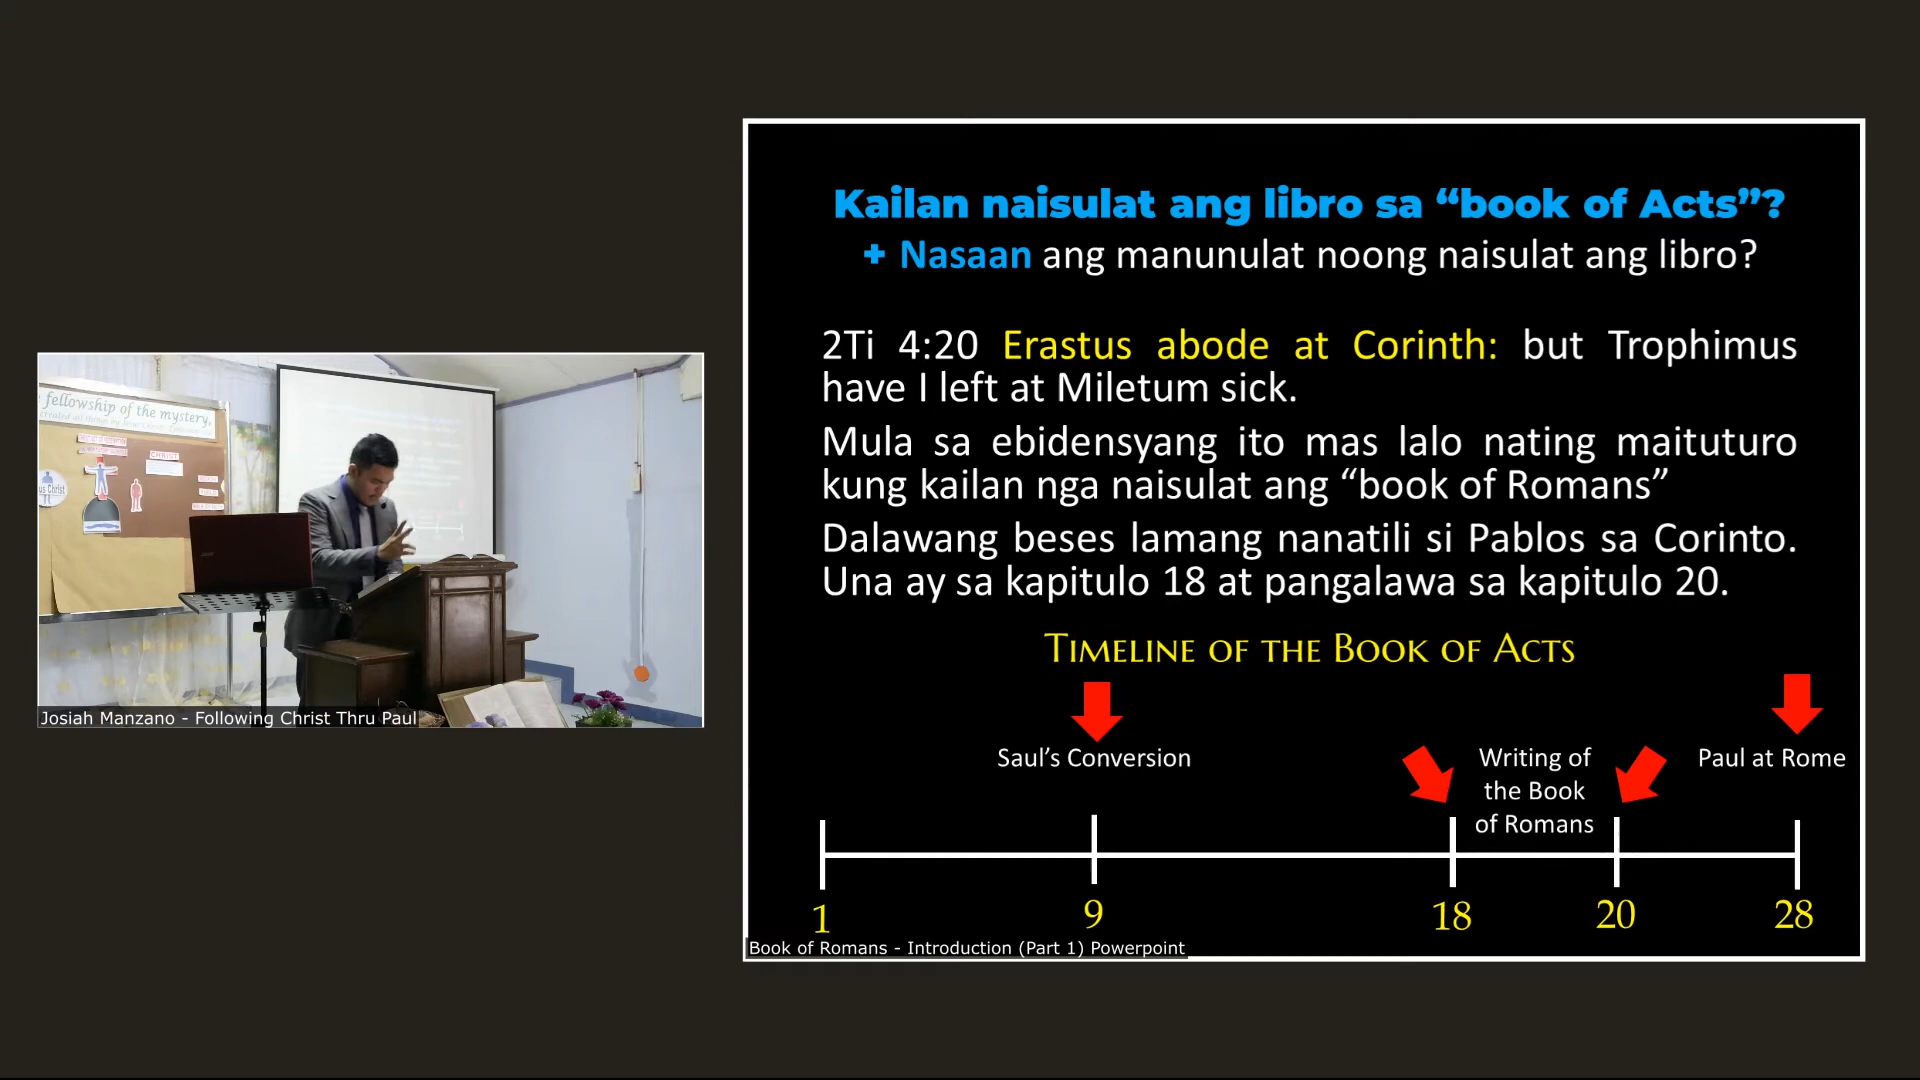 fellowship of the mystery,
CHRIST
us Christ
Josiah Manzano - Following Christ Thru Paul
Kailan naisulat ang libro sa “book of Acts”?
+ Nasaan ang manunulat noong naisulat ang libro?
2Ti 4:20 Erastus abode at Corinth: but Trophimus
have I left at Miletum sick.
Mula sa ebidensyang ito mas lalo nating maituturo
kung kailan nga naisulat ang “book of Romans”
Dalawang beses lamang nanatili si Pablos sa Corinto.
Una ay sa kapitulo 18 at pangalawa sa kapitulo 20.
Timeline of the Book of Acts
Saul’s Conversion
Writing of
the Book
of Romans
Paul at Rome
1 9 18 20 28
Book of Romans - Introduction (Part 1) Powerpoint